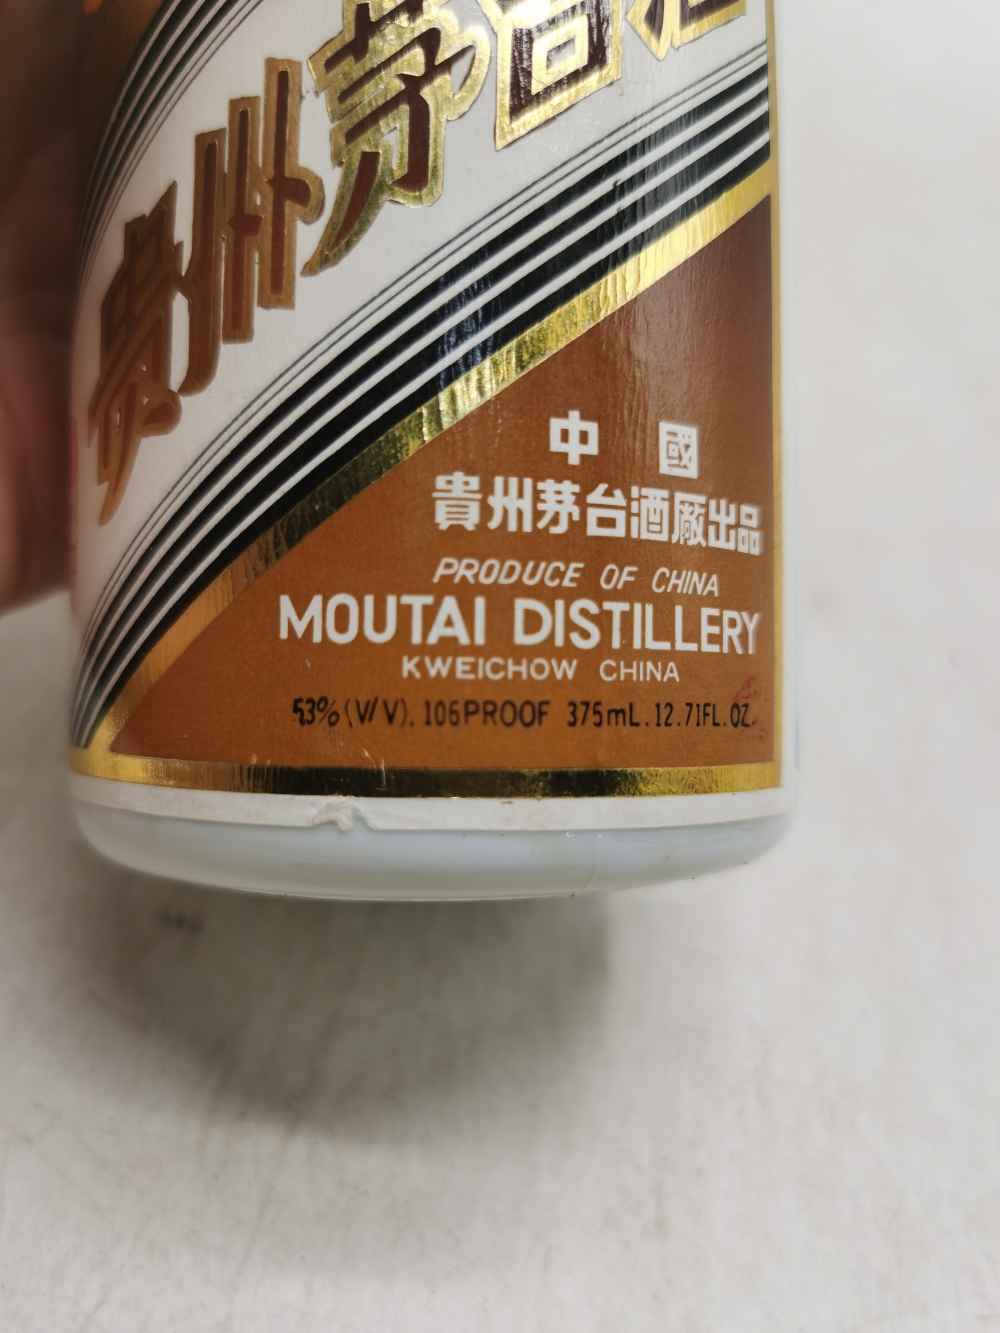 貴州茅台酒
中 國
貴州茅台酒廠出品
PRODUCE OF CHINA
MOUTAI DISTILLERY
KWEICHOW CHINA
53% (V/V). 106PROOF 375mL. 12.71FL. OZ.